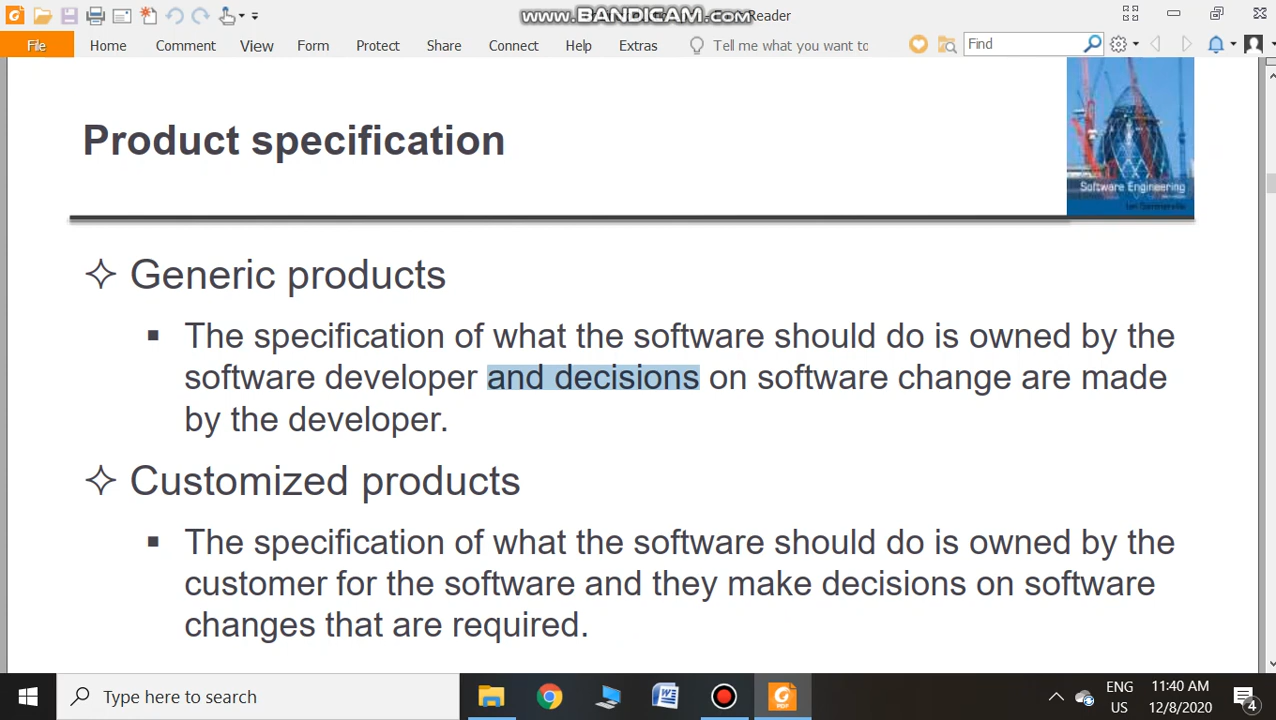 www.BANDICAM.com Reader
File Home Comment View Form Protect Share Connect Help Extras Tell me what you want to Find
Product specification
Software Engineering
Generic products
The specification of what the software should do is owned by the
software developer and decisions on software change are made
by the developer.
Customized products
The specification of what the software should do is owned by the
customer for the software and they make decisions on software
changes that are required.
Type here to search
ENG
US
11:40 AM
12/8/2020
4